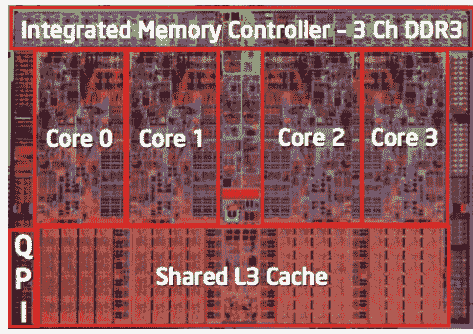 Integrated Memory Controller - 3 Ch DDR3
Core 0 Core 1 Core 2 Core 3
Q
P
I
Shared L3 Cache